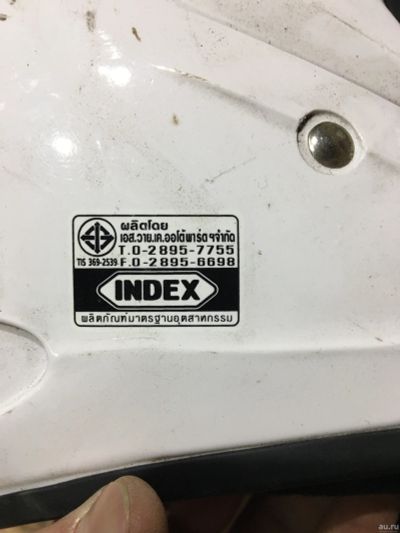 ผลิตโดย
เอส.วาย.เค.ออโต้พาร์ต ฯจำกัด
T.0-2895-7755
TIS 369-2539 F.0-2895-6698
INDEX
ผลิตภัณฑ์มาตรฐานอุตสาหกรรม
au.ru